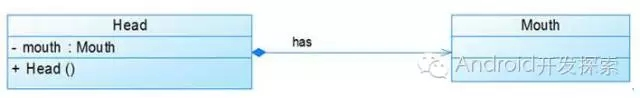 Head
- mouth : Mouth
+ Head ()
has
Mouth
Android开发探索